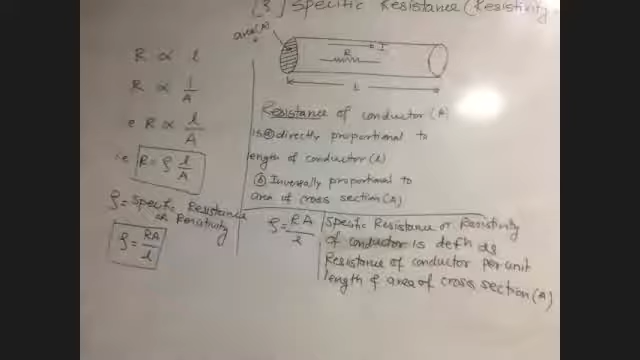 [3] Specific Resistance (Resistivity
area(A)
R I
l
R ∝ l
R ∝ 1/A
e R ∝ l/A
i.e R = ρ l/A
ρ = Specific Resistance
or Resistivity
ρ = RA/l
Resistance of conductor (A)
is ⓐ directly proportional to
length of conductor (l)
ⓑ Inversally proportional to
area of cross section (A)
ρ = RA/l
Specific Resistance or Resistivity
of conductor is defn as
Resistance of conductor per unit
length & area of cross section (A)